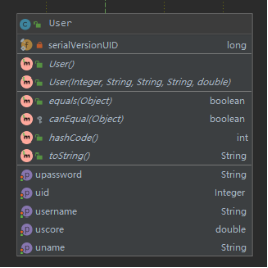 User
serialVersionUID long
User()
User(Integer, String, String, String, double)
equals(Object) boolean
canEqual(Object) boolean
hashCode() int
toString() String
upassword String
uid Integer
username String
uscore double
uname String